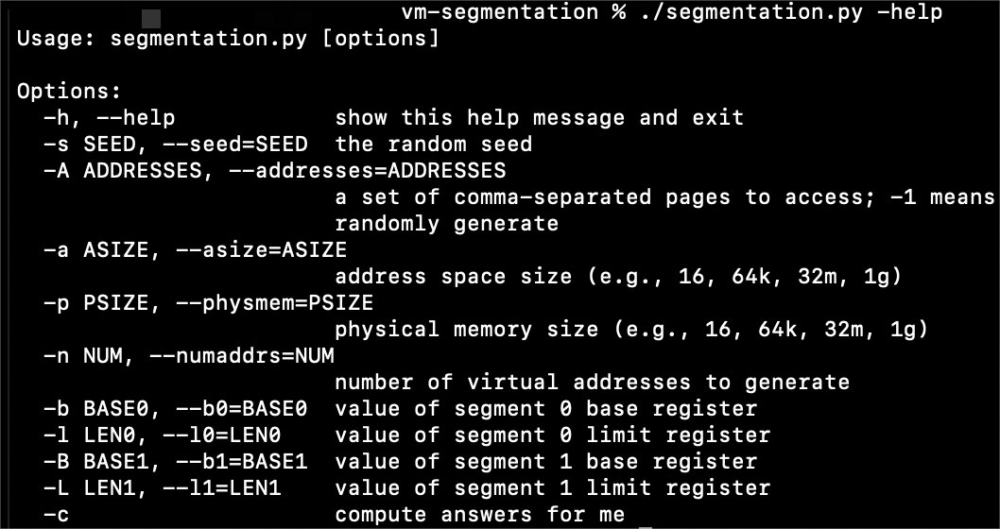 vm-segmentation % ./segmentation.py -help
Usage: segmentation.py [options]
Options:
-h, --help show this help message and exit
-s SEED, --seed=SEED the random seed
-A ADDRESSES, --addresses=ADDRESSES
a set of comma-separated pages to access; -1 means
randomly generate
-a ASIZE, --asize=ASIZE
address space size (e.g., 16, 64k, 32m, 1g)
-p PSIZE, --physmem=PSIZE
physical memory size (e.g., 16, 64k, 32m, 1g)
-n NUM, --numaddrs=NUM
number of virtual addresses to generate
-b BASE0, --b0=BASE0 value of segment 0 base register
-l LEN0, --l0=LEN0 value of segment 0 limit register
-B BASE1, --b1=BASE1 value of segment 1 base register
-L LEN1, --l1=LEN1 value of segment 1 limit register
-c compute answers for me